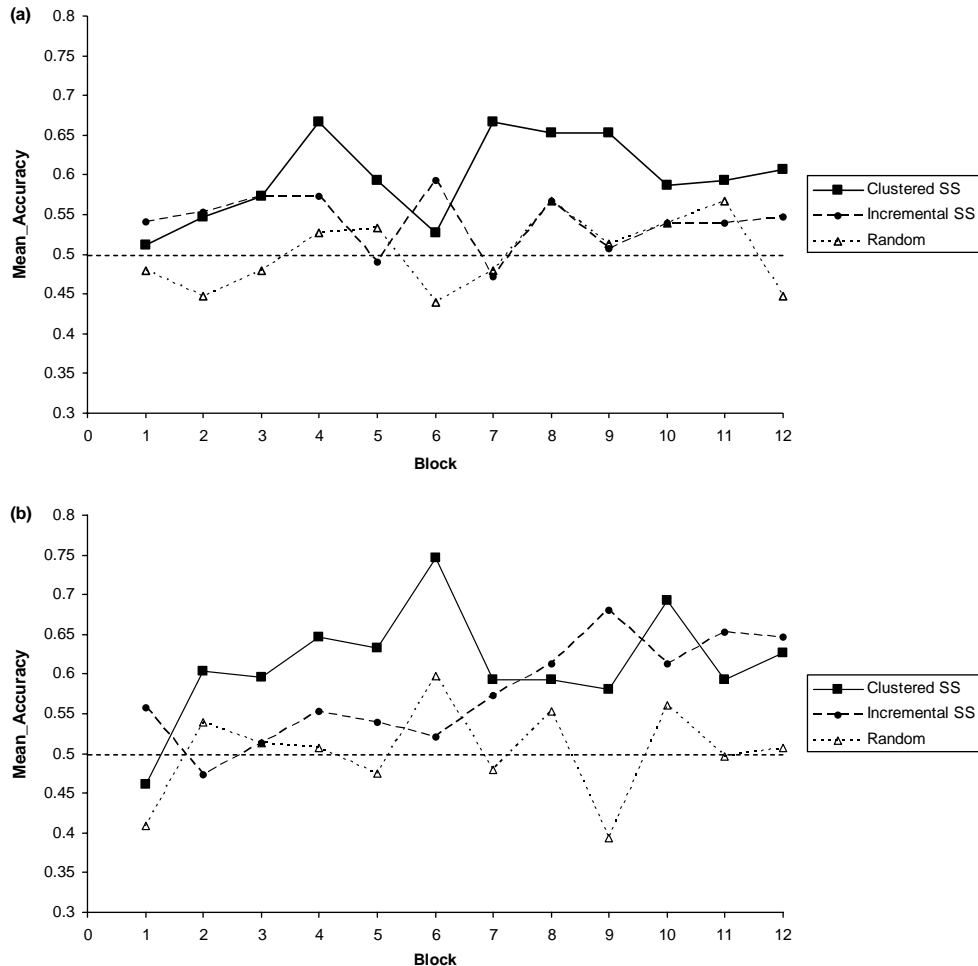 (a)
0.8
0.75
0.7
0.65
0.6
0.55
0.5
0.45
0.4
0.35
0.3
Mean_Accuracy
0 1 2 3 4 5 6 7 8 9 10 11 12
Block
Clustered SS
Incremental SS
Random
(b)
0.8
0.75
0.7
0.65
0.6
0.55
0.5
0.45
0.4
0.35
0.3
Mean_Accuracy
0 1 2 3 4 5 6 7 8 9 10 11 12
Block
Clustered SS
Incremental SS
Random